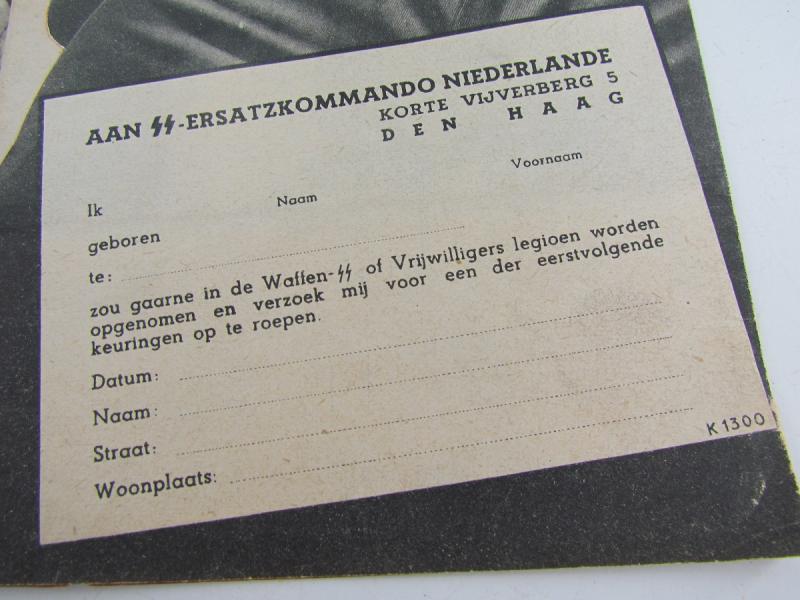 AAN ϟϟ-ERSATZKOMMANDO NIEDERLANDE
KORTE VIJVERBERG 5
DEN HAAG
Ik Naam Voornaam
geboren
te:
zou gaarne in de Waffen-ϟϟ of Vrijwilligers legioen worden
opgenomen en verzoek mij voor een der eerstvolgende
keuringen op te roepen.
Datum:
Naam:
Straat:
Woonplaats:
K 1300